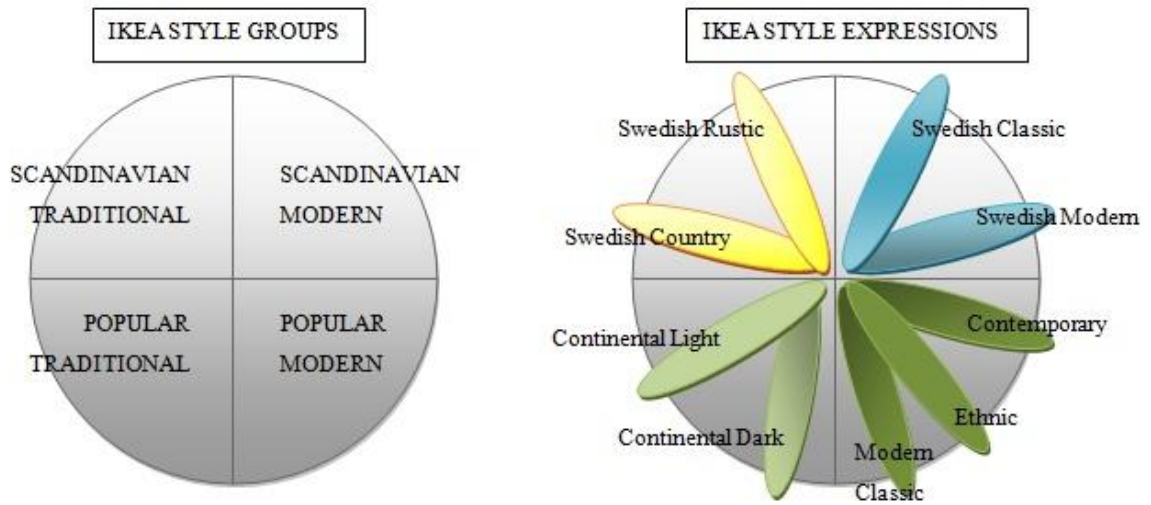 IKEA STYLE GROUPS
SCANDINAVIAN
TRADITIONAL
SCANDINAVIAN
MODERN
POPULAR
TRADITIONAL
POPULAR
MODERN
IKEA STYLE EXPRESSIONS
Swedish Rustic
Swedish Classic
Swedish Country
Swedish Modern
Continental Light
Contemporary
Continental Dark
Ethnic
Modern
Classic